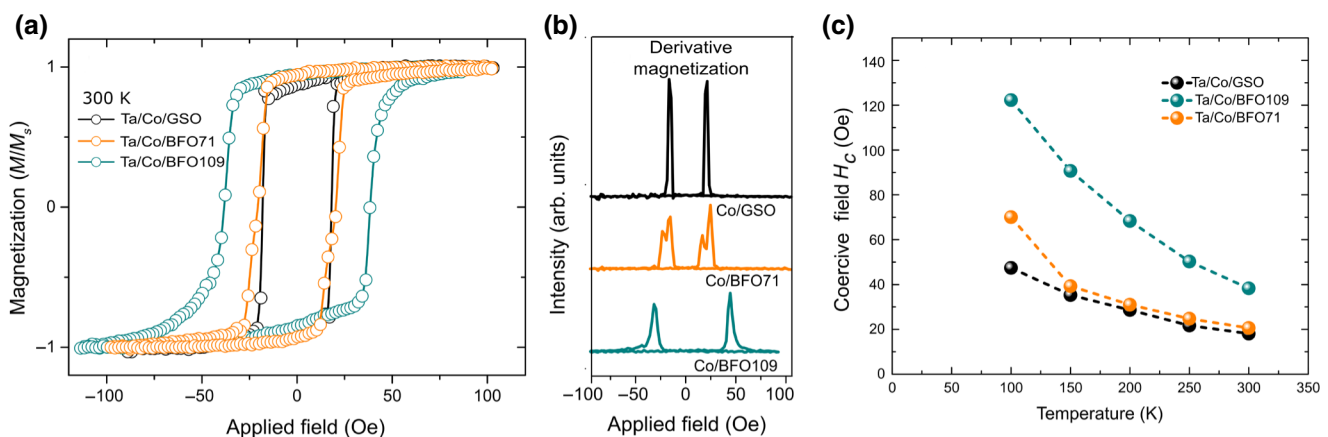 (a)
Magnetization (M/Ms)
1
0
−1
300 K
Ta/Co/GSO
Ta/Co/BFO71
Ta/Co/BFO109
−100
−50
0
50
100
Applied field (Oe)
(b)
Intensity (arb. units)
Derivative
magnetization
Co/GSO
Co/BFO71
Co/BFO109
−100
−50
0
50
100
Applied field (Oe)
(c)
Coercive field HC (Oe)
140
120
100
80
60
40
20
0
Ta/Co/GSO
Ta/Co/BFO109
Ta/Co/BFO71
0
50
100
150
200
250
300
350
Temperature (K)